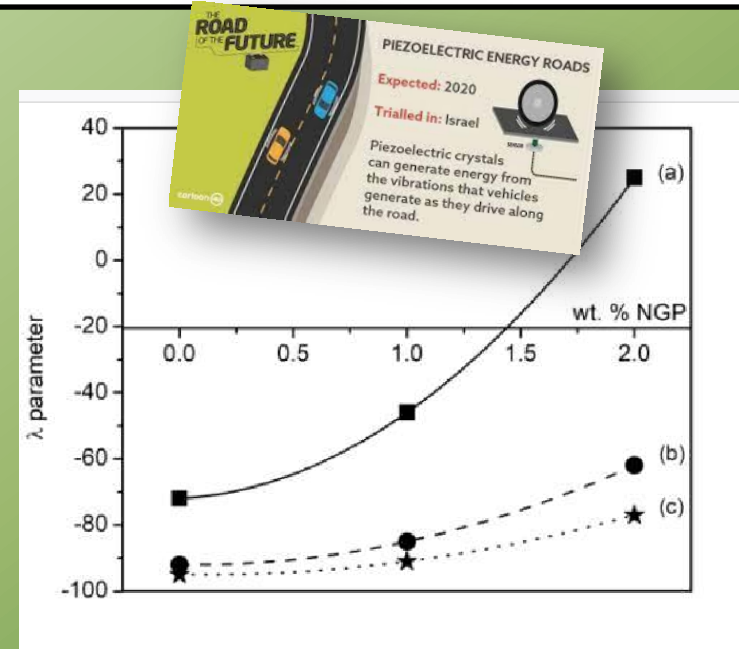 THE
ROAD
OF THE FUTURE
PIEZOELECTRIC ENERGY ROADS
Expected: 2020
Trialled in: Israel
SENSOR
Piezoelectric crystals
can generate energy from
the vibrations that vehicles
generate as they drive along
the road.
carloan
40
20
0
-20
-40
-60
-80
-100
λ parameter
wt. % NGP
0.0
0.5
1.0
1.5
2.0
(a)
(b)
(c)